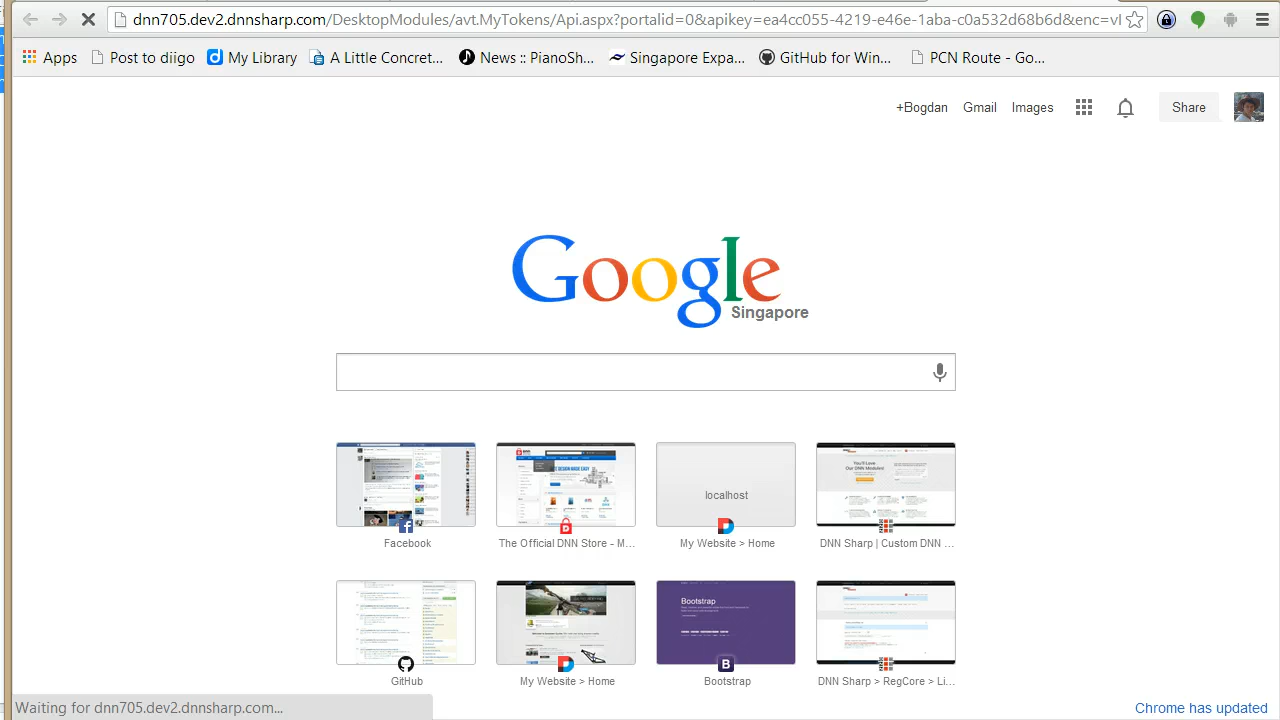 dnn705.dev2.dnnsharp.com/DesktopModules/avt.MyTokens/Api.aspx?portalid=0&apikey=ea4cc055-4219-e46e-1aba-c0a532d68b6d&enc=vl
Apps Post to diigo My Library A Little Concret... News :: PianoSh... Singapore Expa... GitHub for Win... PCN Route - Go...
+Bogdan Gmail Images Share
Google
Singapore
localhost
Facebook The Official DNN Store - M... My Website > Home DNN Sharp | Custom DNN ...
Bootstrap
GitHub My Website > Home Bootstrap DNN Sharp > RegCore > Li...
Waiting for dnn705.dev2.dnnsharp.com...
Chrome has updated